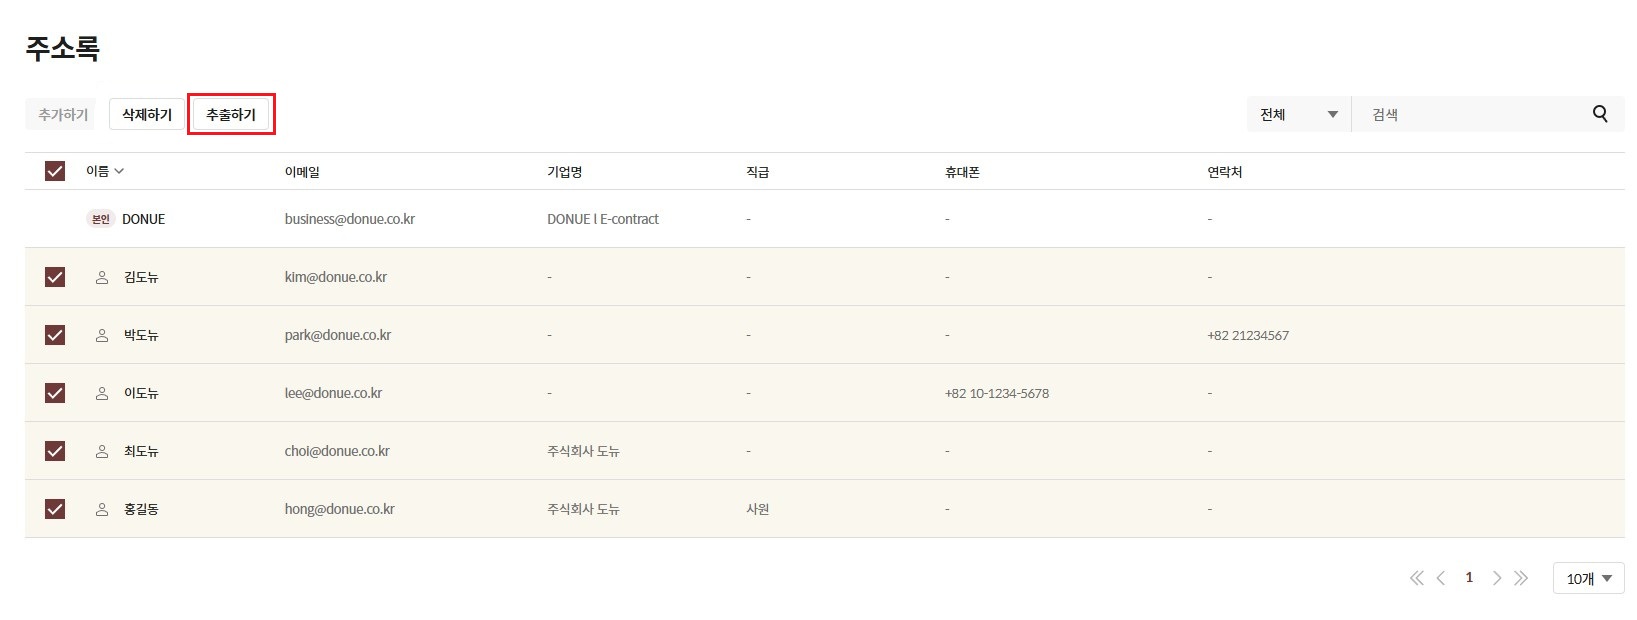 주소록
추가하기 삭제하기 추출하기 전체 검색
이름 이메일 기업명 직급 휴대폰 연락처
본인 DONUE business@donue.co.kr DONUE l E-contract - - -
김도뉴 kim@donue.co.kr - - - -
박도뉴 park@donue.co.kr - - - +82 21234567
이도뉴 lee@donue.co.kr - - +82 10-1234-5678 -
최도뉴 choi@donue.co.kr 주식회사 도뉴 - - -
홍길동 hong@donue.co.kr 주식회사 도뉴 사원 - -
1 10개